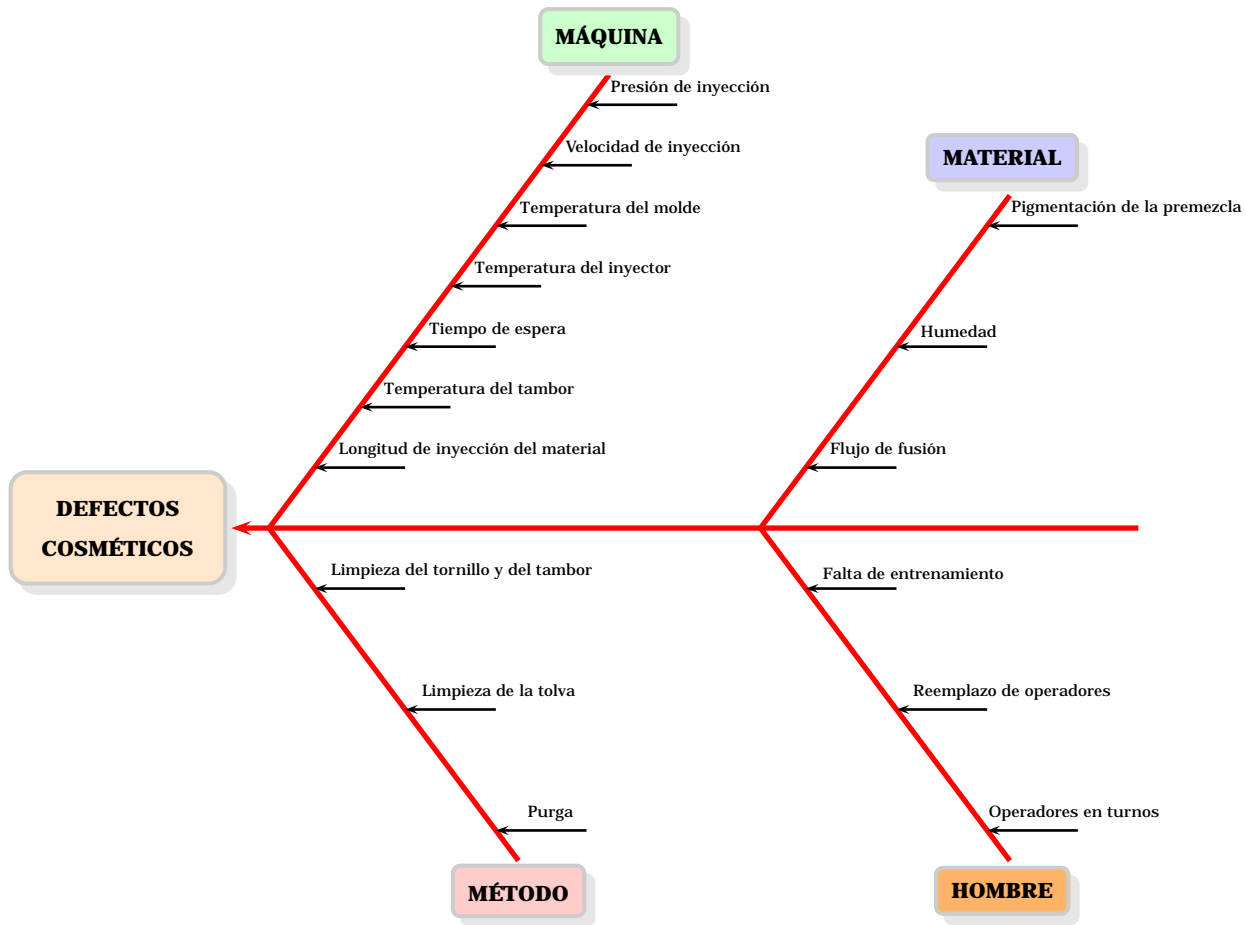 MÁQUINA
Presión de inyección
Velocidad de inyección
Temperatura del molde
Temperatura del inyector
Tiempo de espera
Temperatura del tambor
Longitud de inyección del material
MATERIAL
Pigmentación de la premezcla
Humedad
Flujo de fusión
DEFECTOS
COSMÉTICOS
Limpieza del tornillo y del tambor
Limpieza de la tolva
Purga
MÉTODO
Falta de entrenamiento
Reemplazo de operadores
Operadores en turnos
HOMBRE